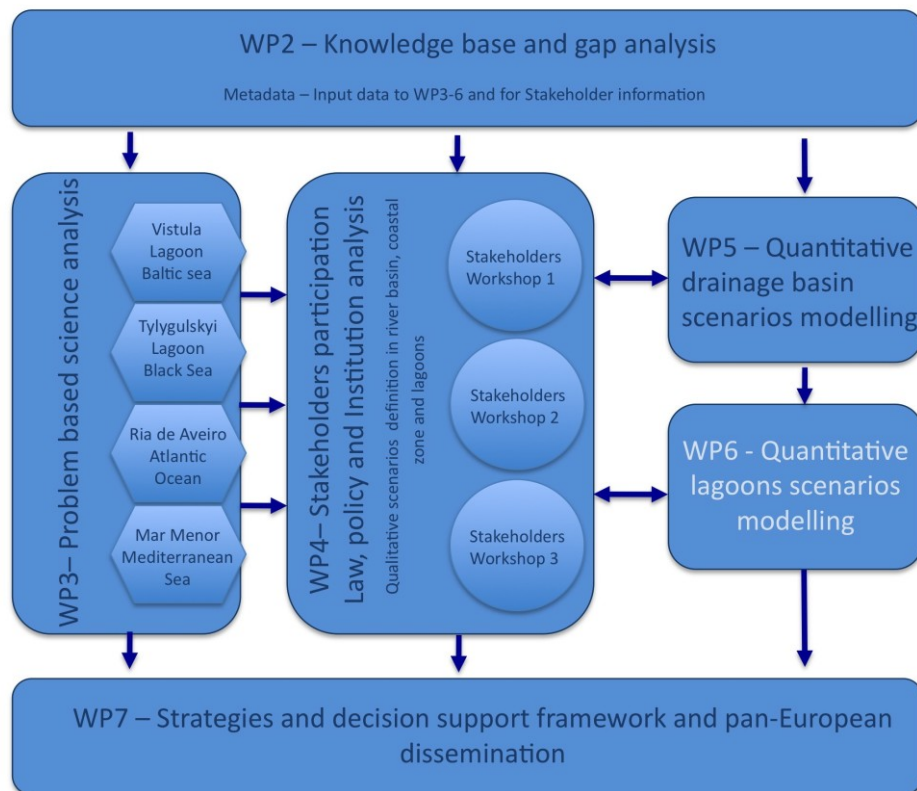 WP2 – Knowledge base and gap analysis
Metadata – Input data to WP3-6 and for Stakeholder information
WP3– Problem based science analysis
Vistula
Lagoon
Baltic sea
Tylygulskyi
Lagoon
Black Sea
Ria de Aveiro
Atlantic
Ocean
Mar Menor
Mediterranean
Sea
WP4– Stakeholders participation
Law, policy and Institution analysis
Qualitative scenarios definition in river basin, coastal
zone and lagoons
Stakeholders
Workshop 1
Stakeholders
Workshop 2
Stakeholders
Workshop 3
WP5 – Quantitative
drainage basin
scenarios modelling
WP6 - Quantitative
lagoons scenarios
modelling
WP7 – Strategies and decision support framework and pan-European
dissemination